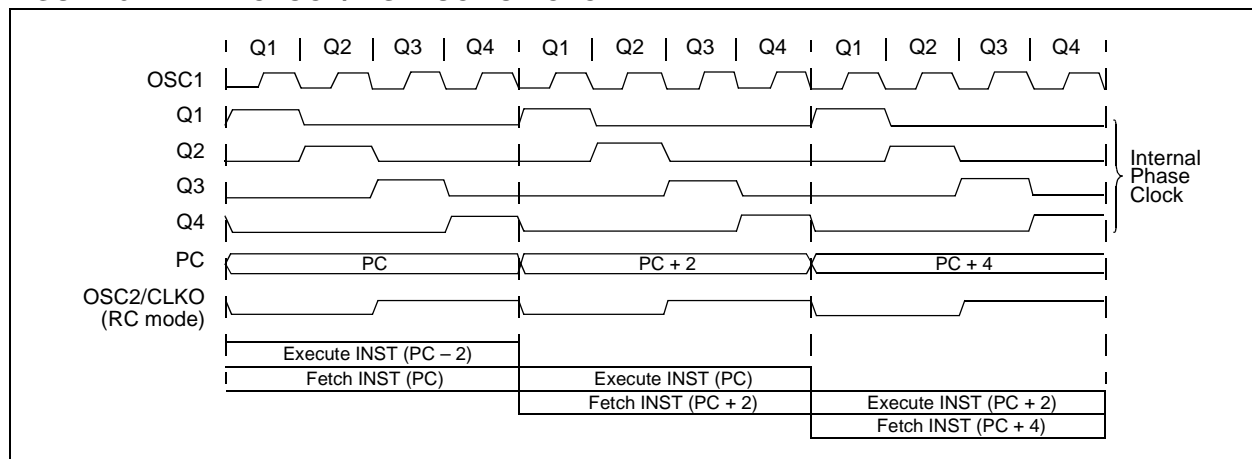 Q1 Q2 Q3 Q4 Q1 Q2 Q3 Q4 Q1 Q2 Q3 Q4
OSC1
Q1
Q2
Q3
Q4
Internal
Phase
Clock
PC PC PC + 2 PC + 4
OSC2/CLKO
(RC mode)
Execute INST (PC – 2)
Fetch INST (PC) Execute INST (PC)
Fetch INST (PC + 2) Execute INST (PC + 2)
Fetch INST (PC + 4)